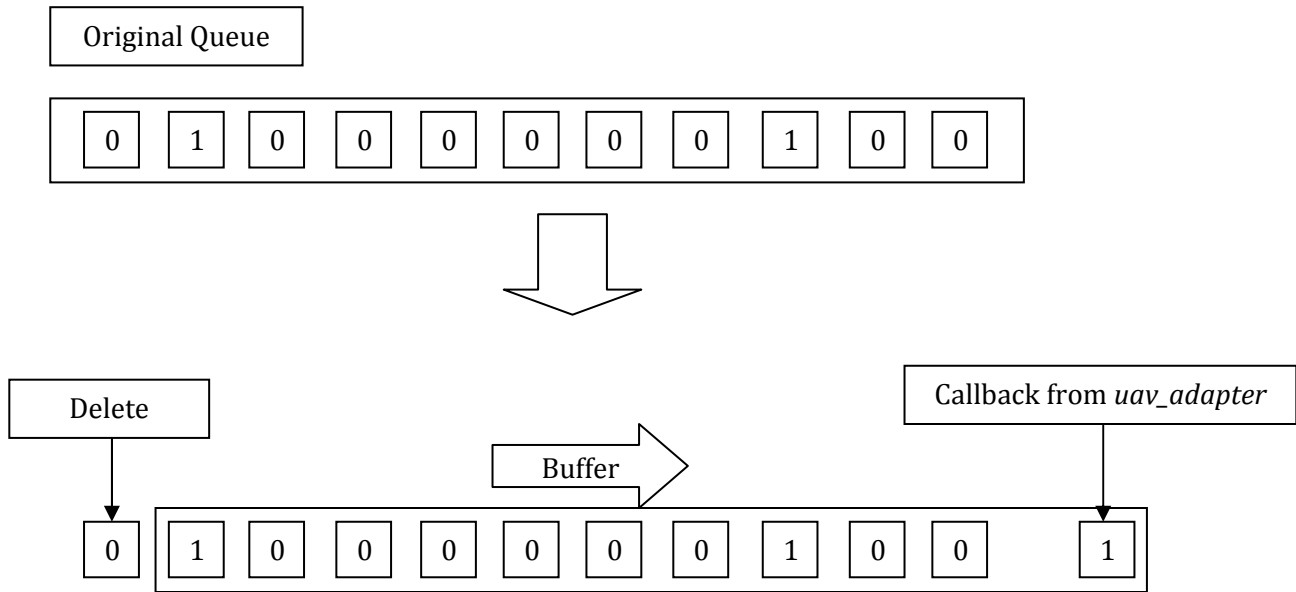 Original Queue
0 1 0 0 0 0 0 0 1 0 0
Delete
Callback from uav_adapter
Buffer
0 1 0 0 0 0 0 0 1 0 0 1